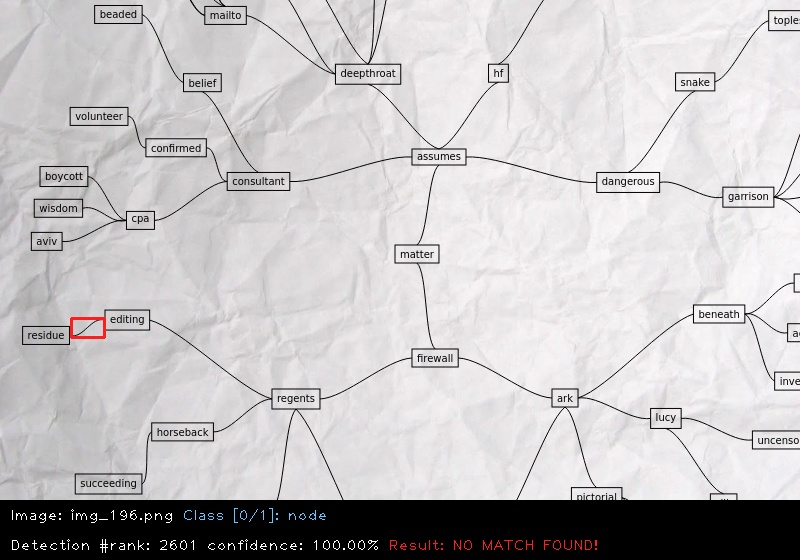 beaded
mailto
tople
deepthroat
hf
belief
snake
volunteer
confirmed
assumes
boycott
consultant
dangerous
garrison
wisdom
cpa
aviv
matter
residue
editing
beneath
firewall
inve
regents
ark
lucy
horseback
uncenso
succeeding
pictorial
Image: img_196.png Class [0/1]: node
Detection #rank: 2601 confidence: 100.00% Result: NO MATCH FOUND!